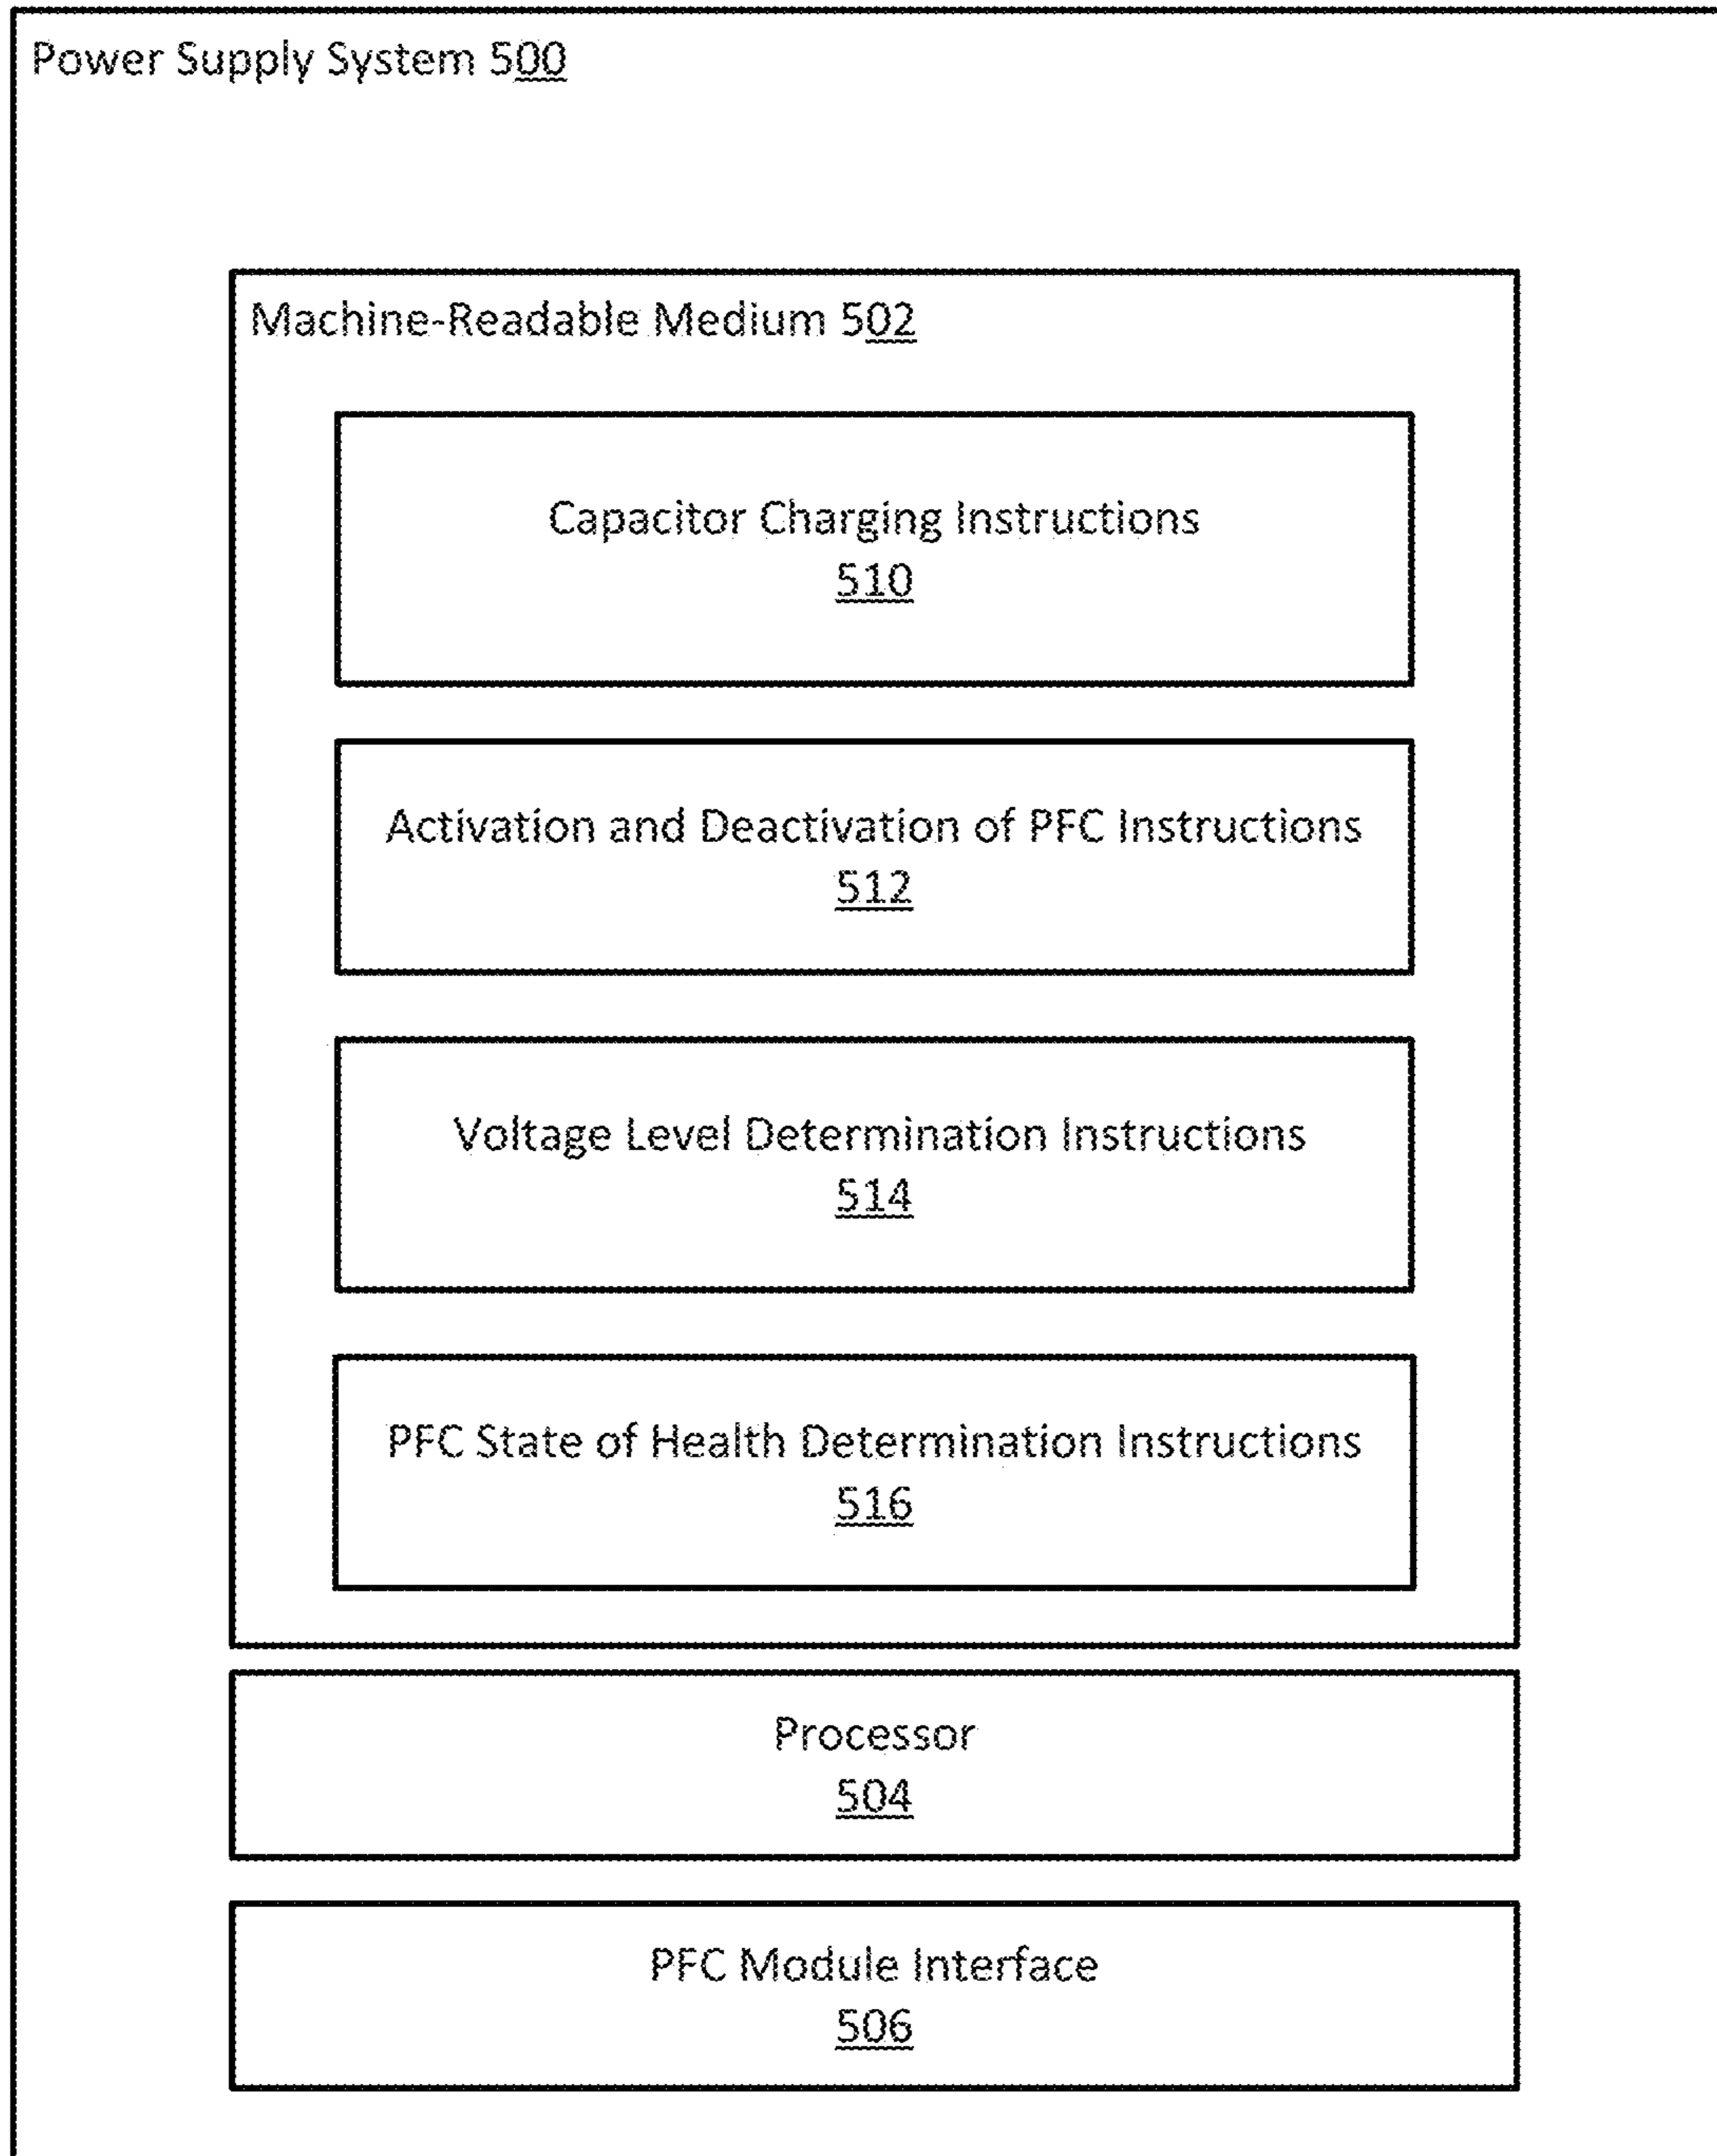 Power Supply System 500
Machine-Readable Medium 502
Capacitor Charging Instructions
510
Activation and Deactivation of PFC Instructions
512
Voltage Level Determination Instructions
514
PFC State of Health Determination Instructions
516
Processor
504
PFC Module Interface
506